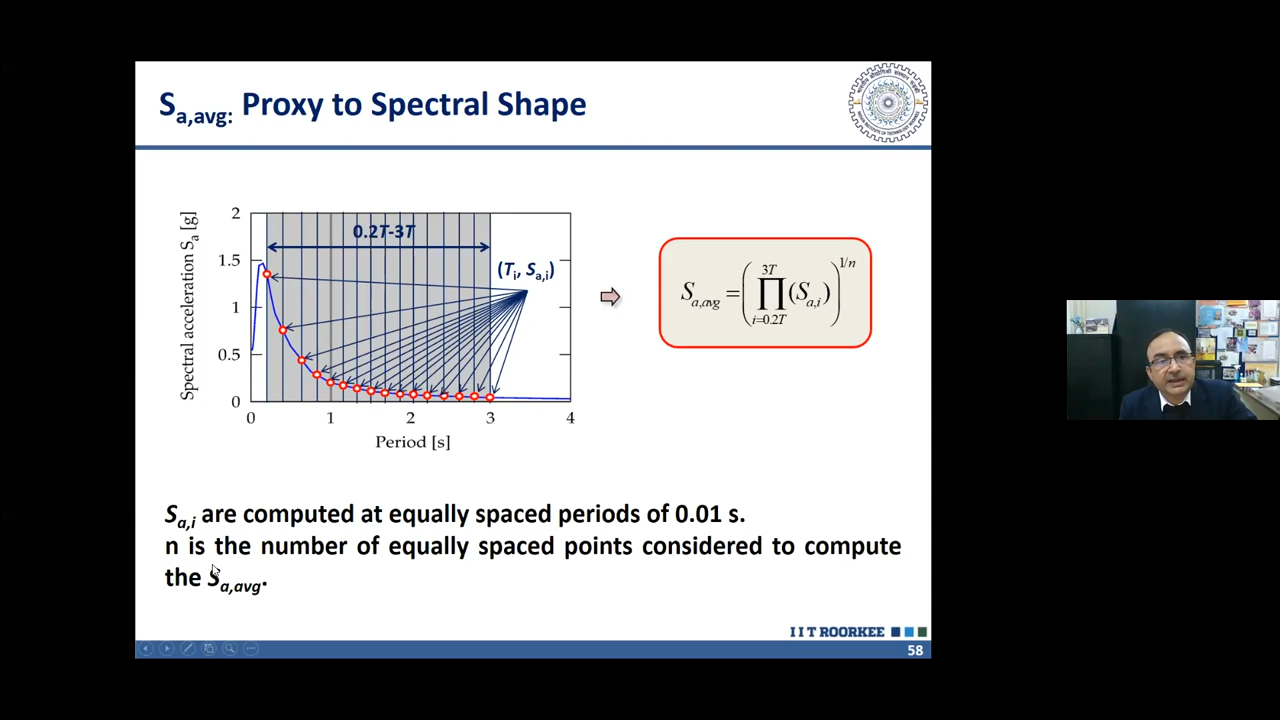 Sa,avg: Proxy to Spectral Shape
Spectral acceleration Sa [g]
2
1.5
1
0.5
0
0.2T-3T
(Ti, Sa,i)
0 1 2 3 4
Period [s]
Sa,avg = ( ∏ (Sa,i) )1/n
3T
i=0.2T
Sa,i are computed at equally spaced periods of 0.01 s.
n is the number of equally spaced points considered to compute
the Sa,avg.
I I T ROORKEE
58